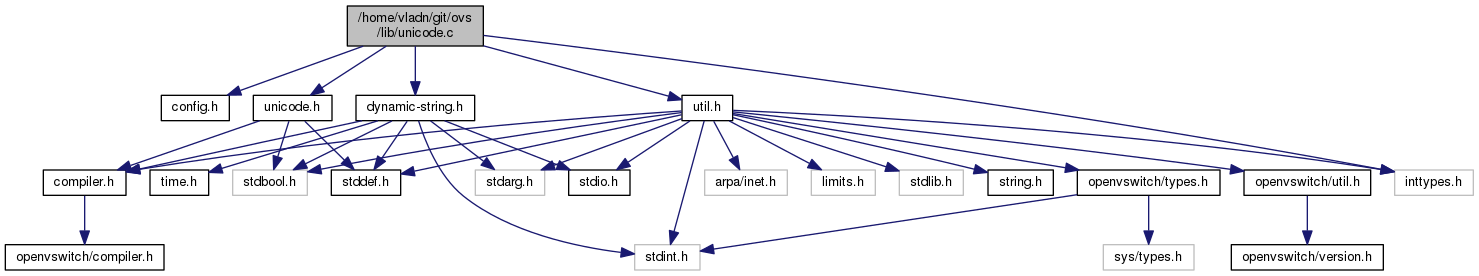 /home/vladn/git/ovs
/lib/unicode.c
config.h
unicode.h
dynamic-string.h
util.h
compiler.h
time.h
stdbool.h
stddef.h
stdarg.h
stdio.h
arpa/inet.h
limits.h
stdlib.h
string.h
openvswitch/types.h
openvswitch/util.h
inttypes.h
openvswitch/compiler.h
stdint.h
sys/types.h
openvswitch/version.h